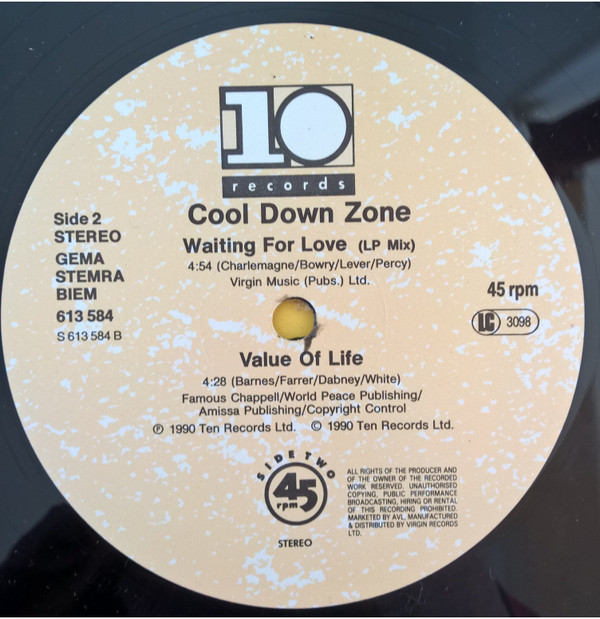 10
records
Cool Down Zone
Waiting For Love (LP Mix)
4:54 (Charlemagne/Bowry/Lever/Percy)
Virgin Music (Pubs.) Ltd.
Side 2
STEREO
GEMA
STEMRA
BIEM
613 584
S 613 584 B
45 rpm
LC 3098
Value Of Life
4:28 (Barnes/Farrer/Dabney/White)
Famous Chappell/World Peace Publishing/
Amissa Publishing/Copyright Control
℗ 1990 Ten Records Ltd. © 1990 Ten Records Ltd.
SIDE TWO
45
rpm
STEREO
ALL RIGHTS OF THE PRODUCER AND
OF THE OWNER OF THE RECORDED
WORK RESERVED. UNAUTHORISED
COPYING, PUBLIC PERFORMANCE
BROADCASTING, HIRING OR RENTAL
OF THIS RECORDING PROHIBITED.
MARKETED BY AVL, MANUFACTURED
& DISTRIBUTED BY VIRGIN RECORDS
LTD.